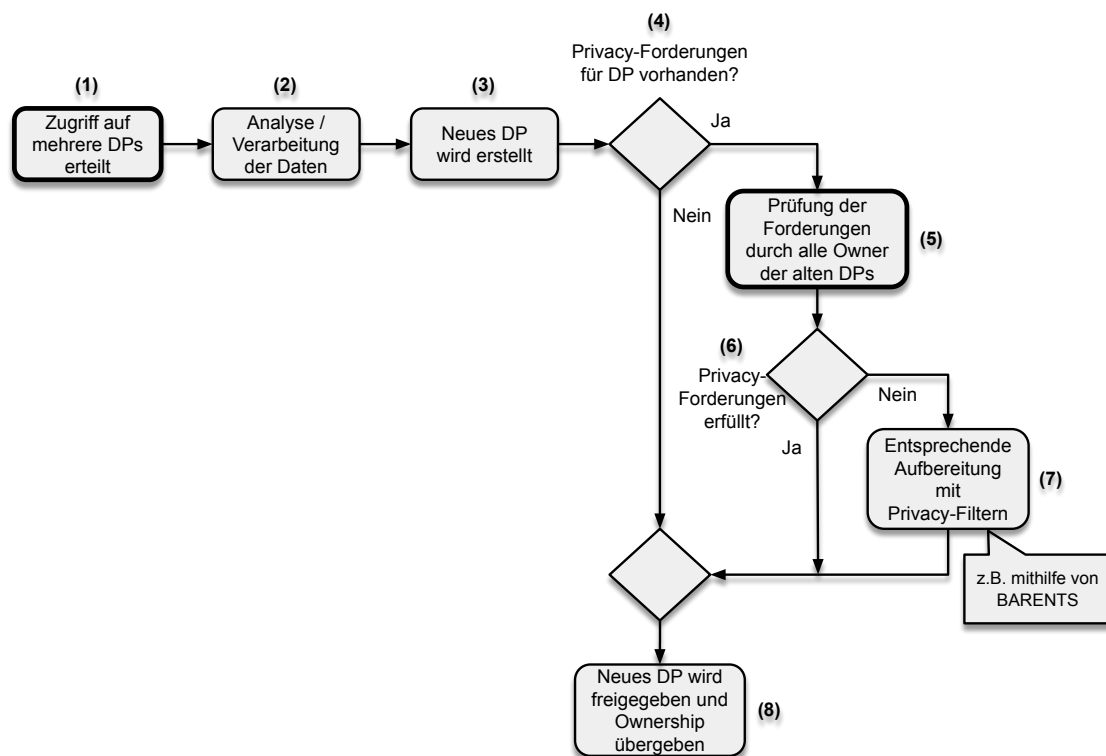 (1)
Zugriff auf
mehrere DPs
erteilt
(2)
Analyse /
Verarbeitung
der Daten
(3)
Neues DP
wird erstellt
(4)
Privacy-Forderungen
für DP vorhanden?
Ja
Nein
Prüfung der
Forderungen
durch alle Owner
der alten DPs
(5)
(6)
Privacy-
Forderungen
erfüllt?
Nein
Ja
Entsprechende
Aufbereitung
mit
Privacy-Filtern
(7)
z.B. mithilfe von
BARENTS
Neues DP wird
freigegeben und
Ownership
übergeben
(8)